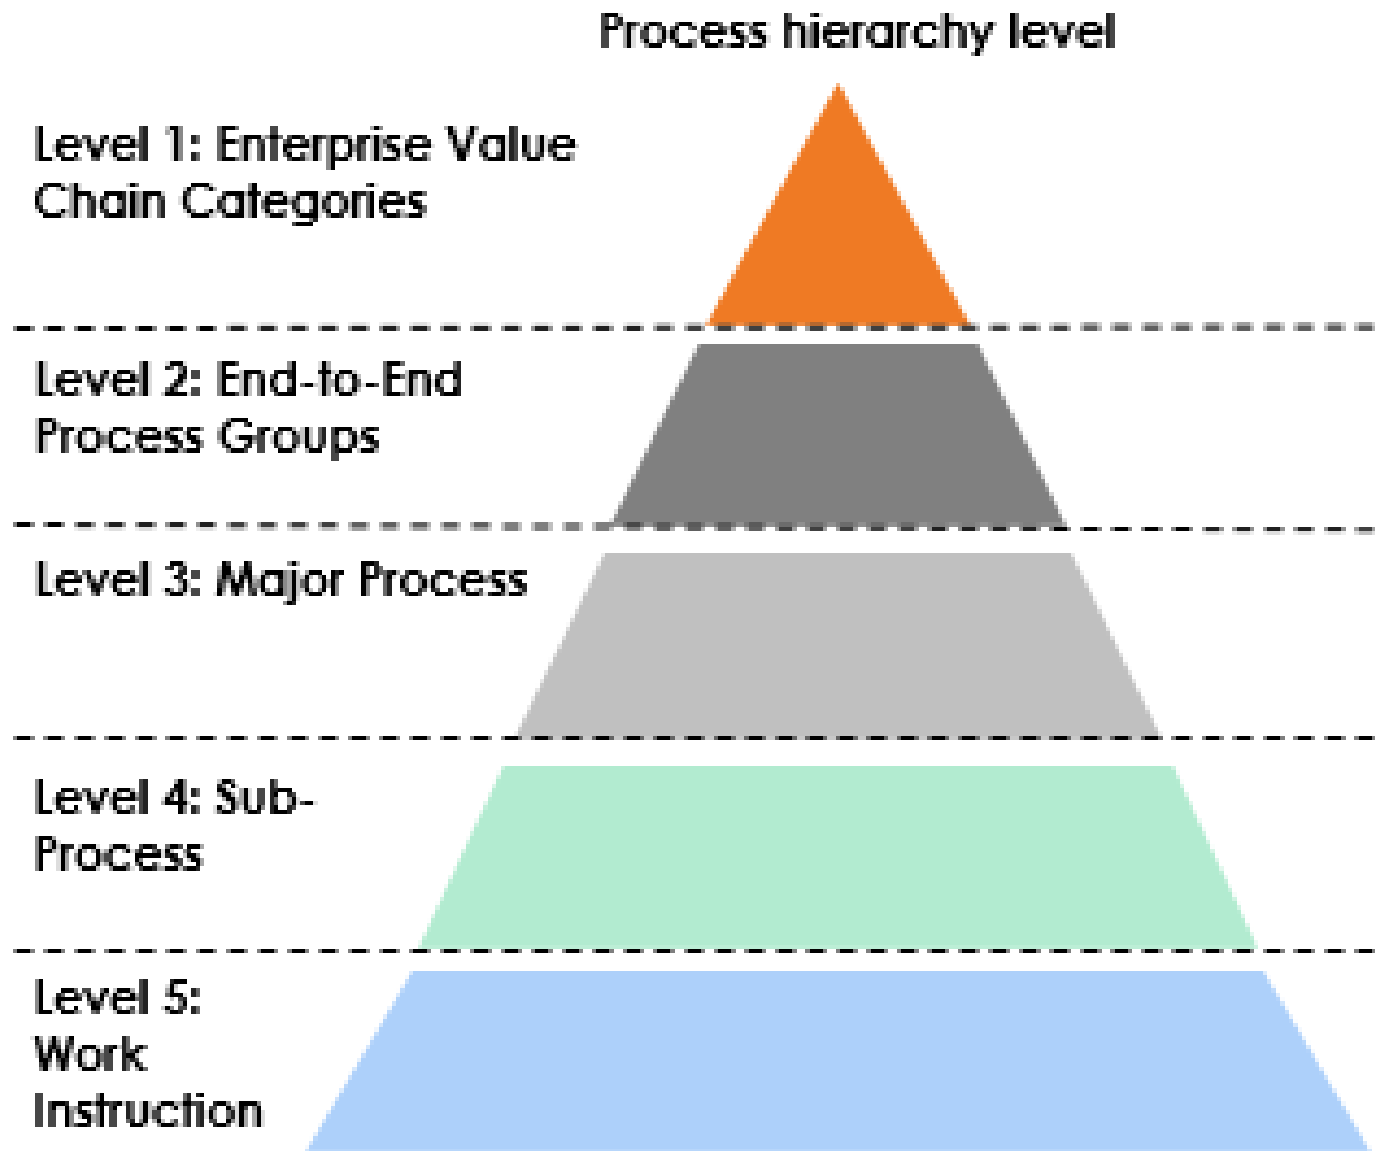 Process hierarchy level
Level 1: Enterprise Value
Chain Categories
Level 2: End-to-End
Process Groups
Level 3: Major Process
Level 4: Sub-
Process
Level 5:
Work
Instruction